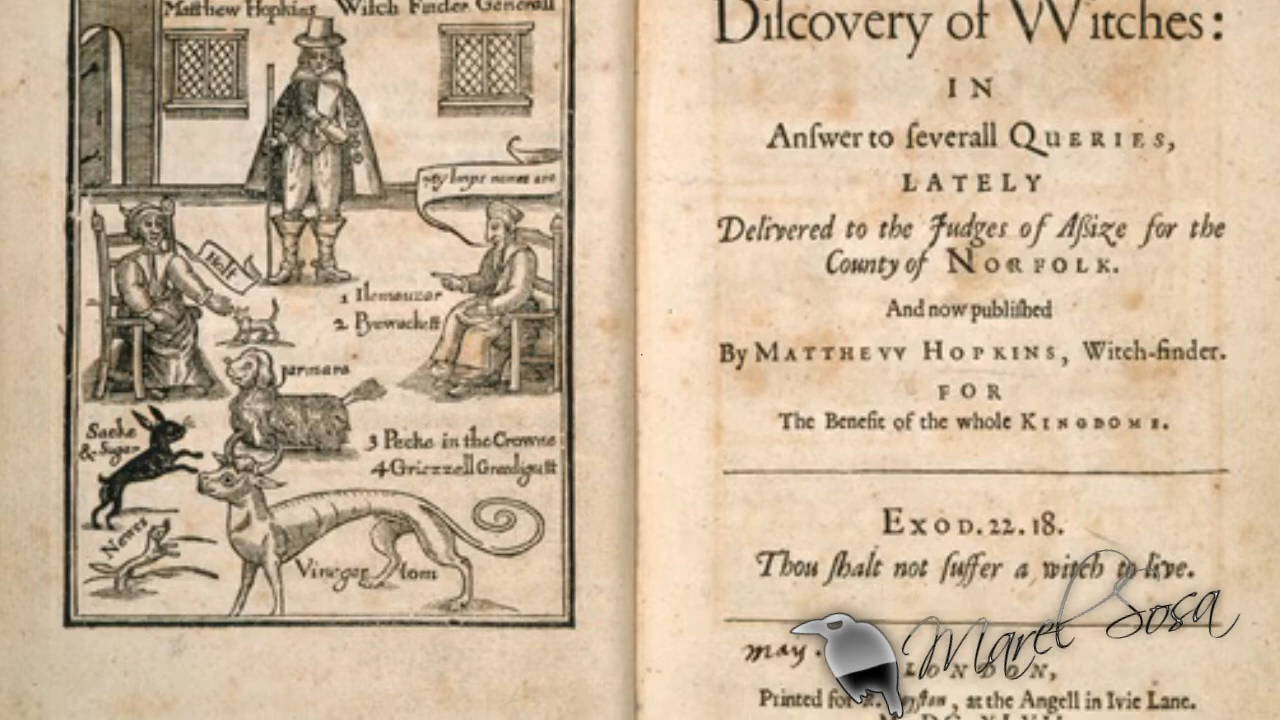 Matthew Hopkins Witch Finder Generall
My Imps names are
Holt
1 Ilemauzar
2 Pyewackett
Jarmara
Sacke
& Sugar
3 Pecke in the Crowne
4 Griezzell Greedigutt
Newes
Vinegar tom
Diſcovery of VVitches:
IN
Anſwer to ſeverall QUERIES,
LATELY
Delivered to the Judges of Aſsize for the
County of NORFOLK.
And now publiſhed
By MATTHEVV HOPKINS, Witch-finder.
FOR
The Benefit of the whole KINGDOME.
EXOD. 22. 18.
Thou ſhalt not ſuffer a witch to live.
may.
Marel Sosa
LONDON,
Printed for at the Angell in Ivie Lane.